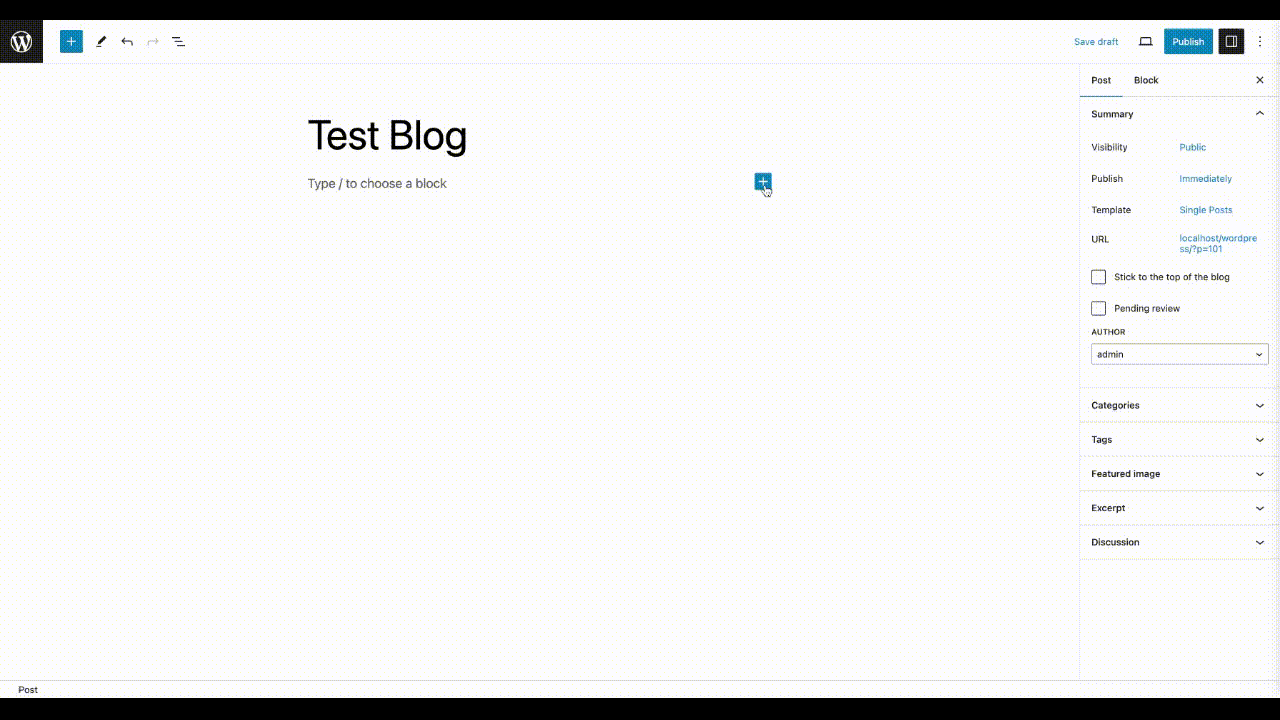 Save draft
Publish
Test Blog
Type / to choose a block
Post
Block
Summary
Visibility
Public
Publish
Immediately
Template
Single Posts
URL
localhost/wordpre
ss/?p=101
Stick to the top of the blog
Pending review
AUTHOR
admin
Categories
Tags
Featured image
Excerpt
Discussion
Post